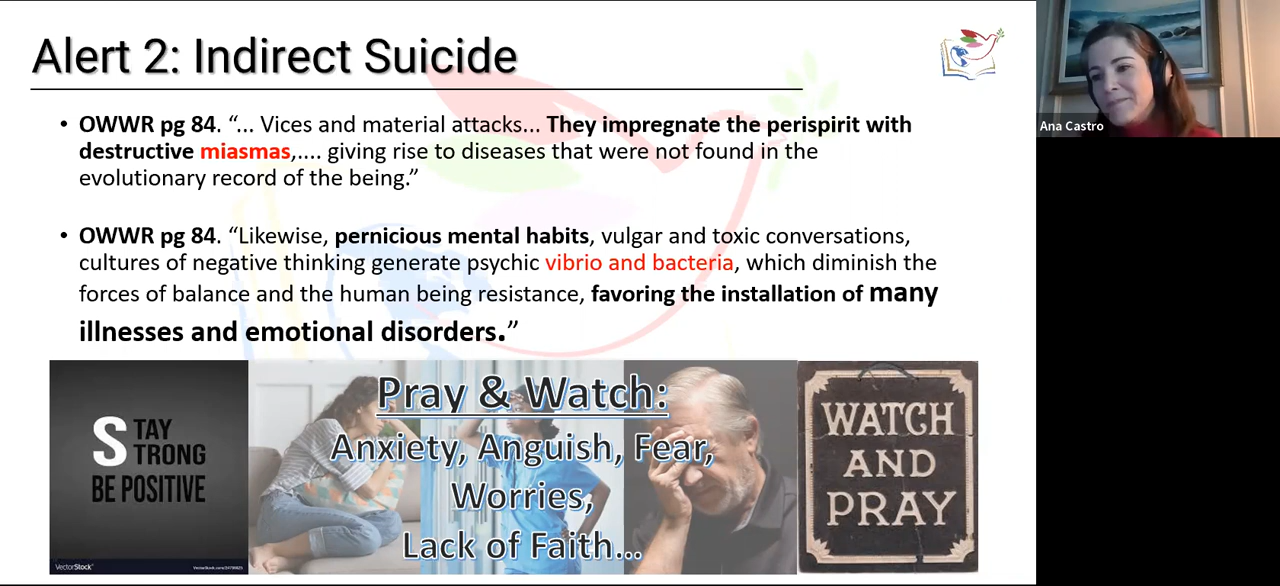 Alert 2: Indirect Suicide
Ana Castro
• OWWR pg 84. “... Vices and material attacks... They impregnate the perispirit with
destructive miasmas,.... giving rise to diseases that were not found in the
evolutionary record of the being.”
• OWWR pg 84. “Likewise, pernicious mental habits, vulgar and toxic conversations,
cultures of negative thinking generate psychic vibrio and bacteria, which diminish the
forces of balance and the human being resistance, favoring the installation of many
illnesses and emotional disorders.”
STAY
STRONG
BE POSITIVE
VectorStock
Pray & Watch:
Anxiety, Anguish, Fear,
Worries,
Lack of Faith...
WATCH
AND
PRAY